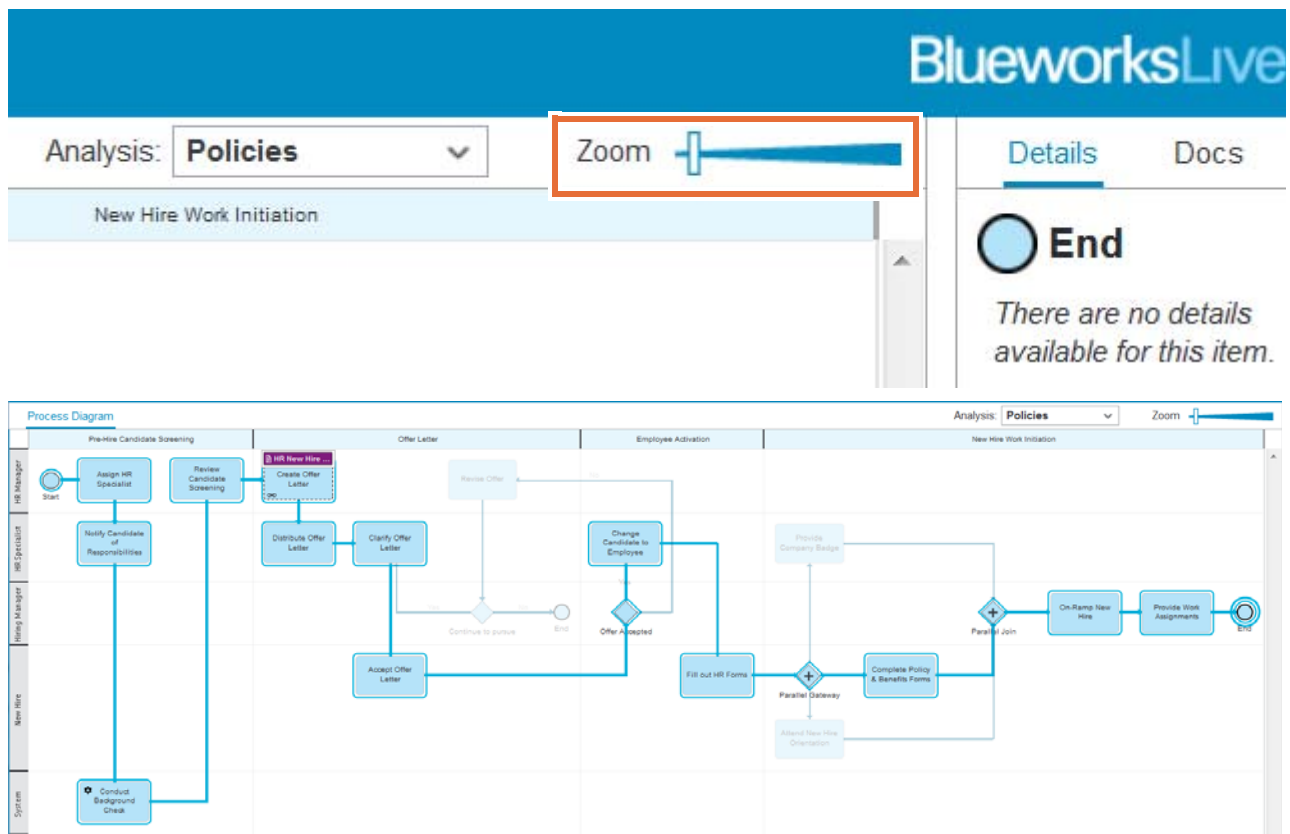 BlueworksLive
Analysis: Policies
Zoom
Details
Docs
New Hire Work Initiation
End
There are no details
available for this item.
Process Diagram
Analysis: Policies
Zoom
Pre-Hire Candidate Screening
Offer Letter
Employee Activation
New Hire Work Initiation
HR Manager
Start
Assign HR
Specialist
Review
Candidate
Screening
HR New Hire ...
Create Offer
Letter
Revise Offer
Yes
HR Specialist
Notify Candidate
of
Responsibilities
Distribute Offer
Letter
Clarify Offer
Letter
Change
Candidate to
Employee
Provide
Company Badge
Hiring Manager
Continue to pursue
End
Offer Accepted
Parallel Join
On-Ramp New
Hire
Provide Work
Assignments
End
New Hire
Accept Offer
Letter
Fill out HR Forms
Parallel Gateway
Complete Policy
& Benefits Forms
Attend New Hire
Orientation
System
Conduct
Background
Check